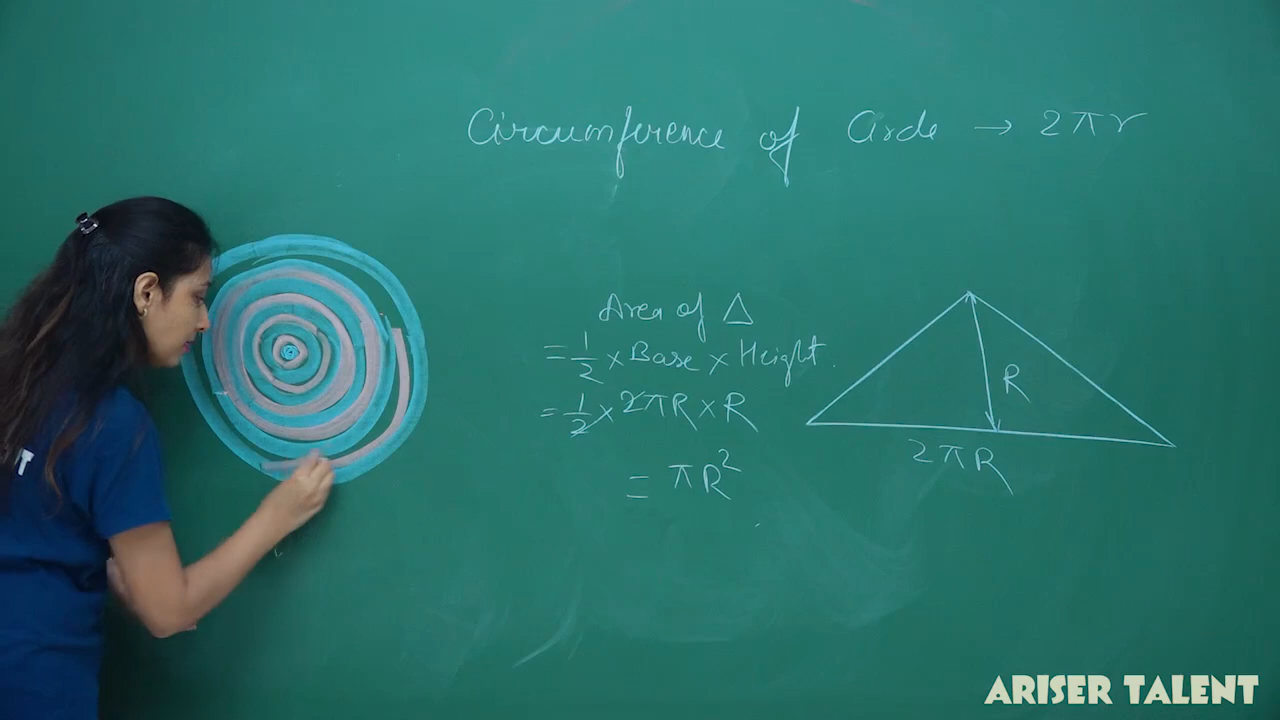 Circumference of Circle → 2πr
Area of Δ
= 1/2 × Base × Height.
= 1/2 × 2πR × R
= πR²
R
2πR
ARISER TALENT